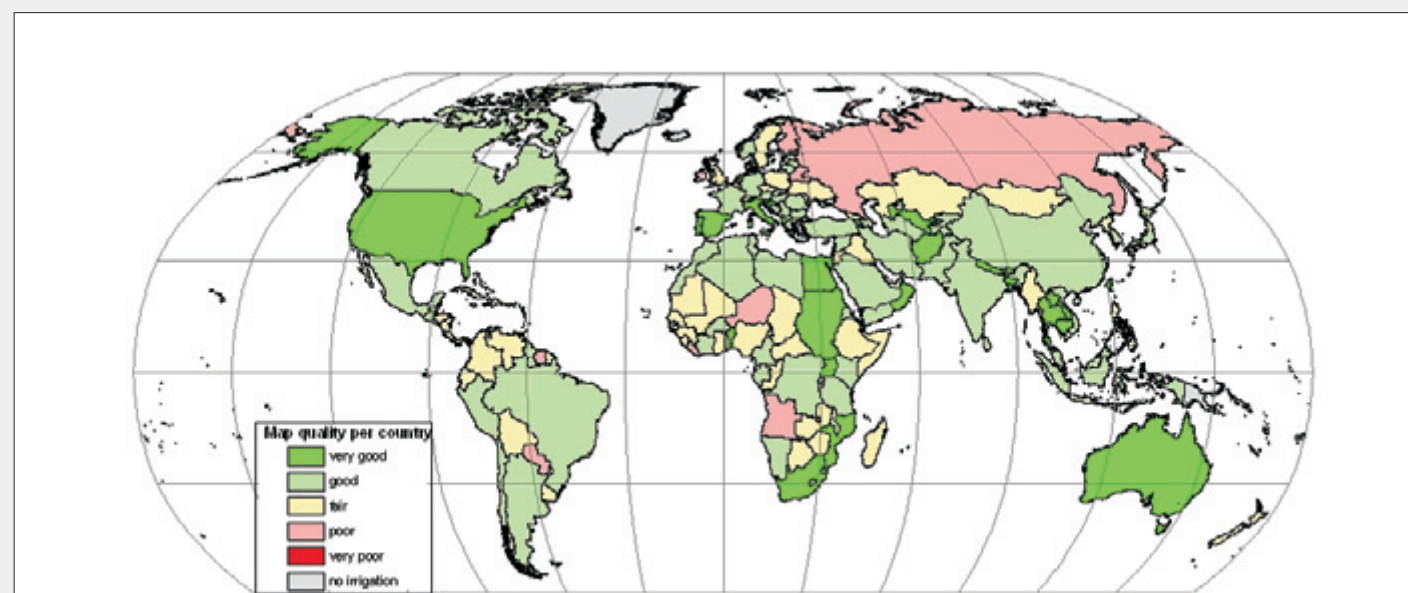 Map quality per country
very good
good
fair
poor
very poor
no irrigation